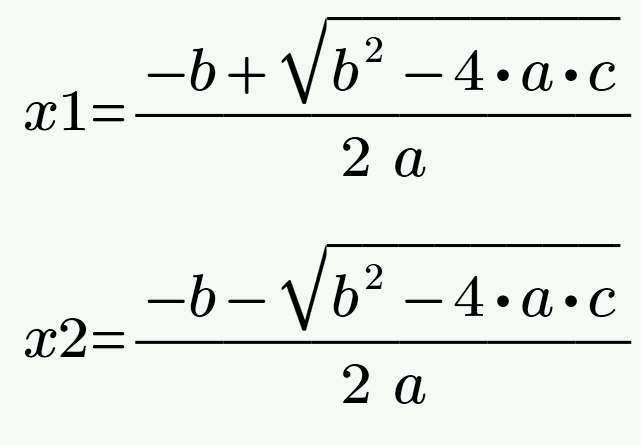 x1= (-b+√(b² -4•a•c))/(2 a)
x2= (-b-√(b² -4•a•c))/(2 a)